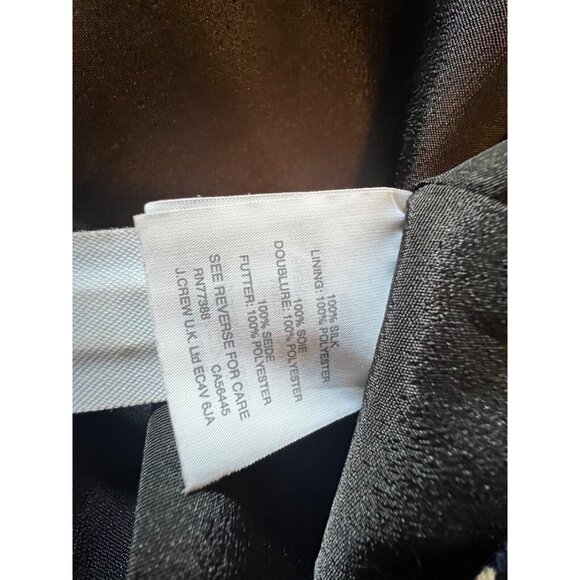 100% SILK
LINING: 100% POLYESTER
100% SOIE
DOUBLURE: 100% POLYESTER
100% SEIDE
FUTTER: 100% POLYESTER
SEE REVERSE FOR CARE
RN77388 CA56445
J.CREW U.K. Ltd EC4V 6JA